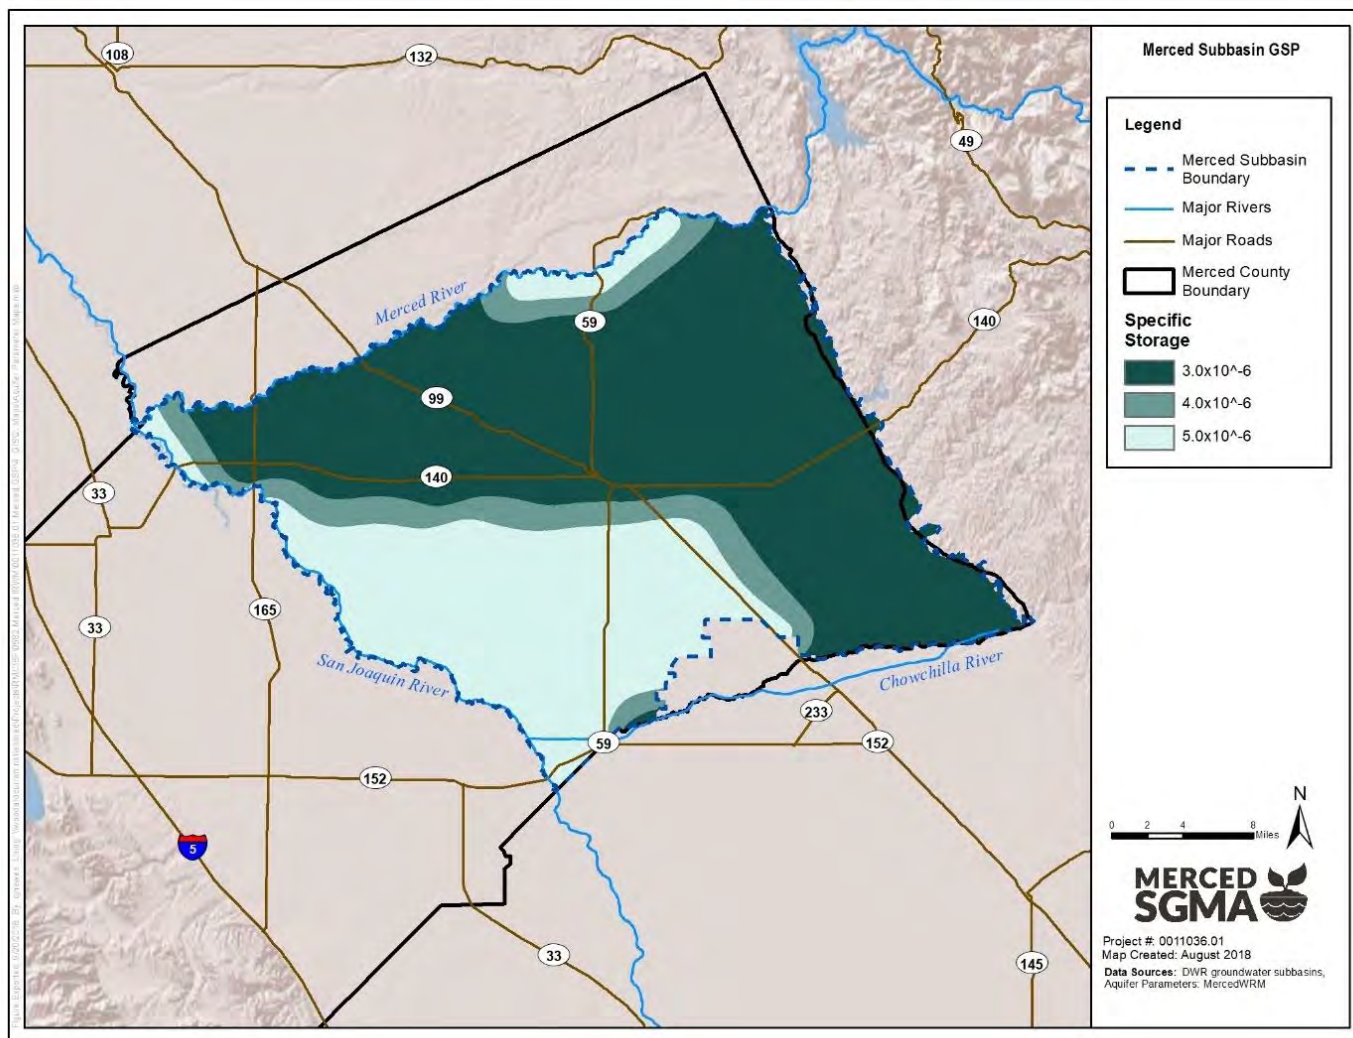 Merced Subbasin GSP
Legend
Merced Subbasin
Boundary
Major Rivers
Major Roads
Merced County
Boundary
Specific
Storage
3.0x10^-6
4.0x10^-6
5.0x10^-6
108
132
49
Merced River
59
140
99
140
33
165
33
San Joaquin River
Chowchilla River
233
59
152
152
5
33
145
N
0 2 4 8
Miles
MERCED
SGMA
Project #: 0011036.01
Map Created: August 2018
Data Sources: DWR groundwater subbasins,
Aquifer Parameters: MercedWRM